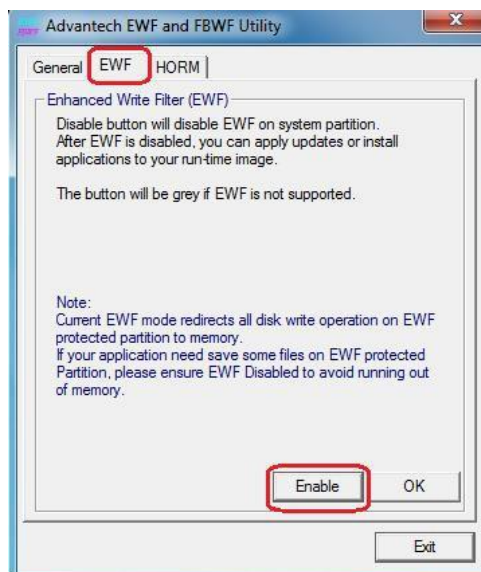 Advantech EWF and FBWF Utility
General EWF HORM
Enhanced Write Filter (EWF)
Disable button will disable EWF on system partition.
After EWF is disabled, you can apply updates or install
applications to your run-time image.
The button will be grey if EWF is not supported.
Note:
Current EWF mode redirects all disk write operation on EWF
protected partition to memory.
If your application need save some files on EWF protected
Partition, please ensure EWF Disabled to avoid running out
of memory.
Enable OK
Exit